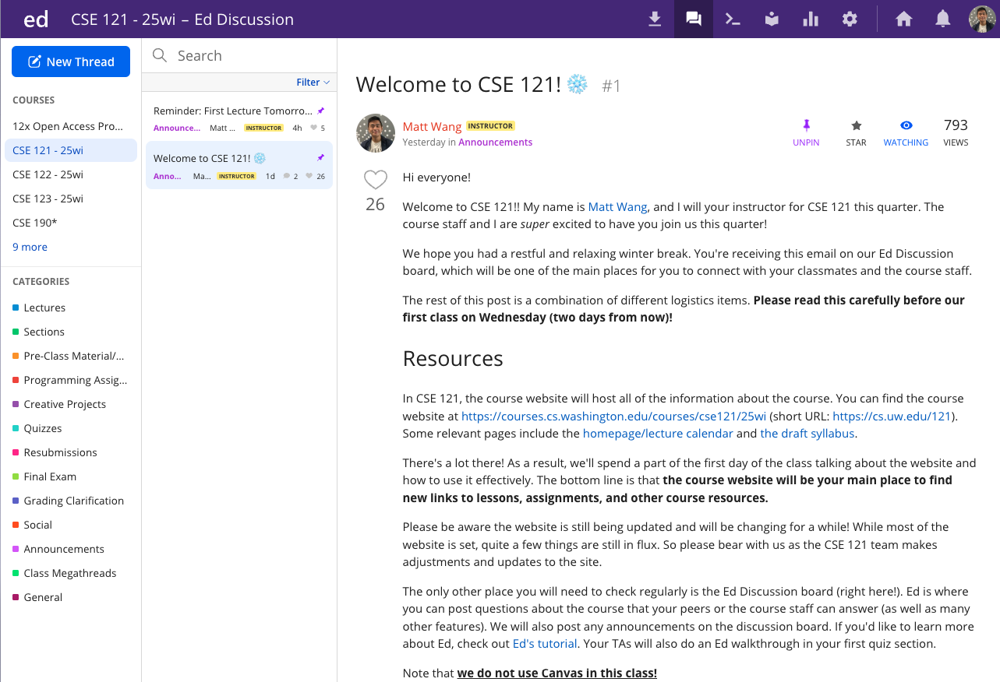 ed
CSE 121 - 25wi – Ed Discussion
New Thread
COURSES
12x Open Access Pro...
CSE 121 - 25wi
CSE 122 - 25wi
CSE 123 - 25wi
CSE 190*
9 more
CATEGORIES
Lectures
Sections
Pre-Class Material/...
Programming Assig...
Creative Projects
Quizzes
Resubmissions
Final Exam
Grading Clarification
Social
Announcements
Class Megathreads
General
Search
Filter
Reminder: First Lecture Tomorro...
Announce... Matt ... INSTRUCTOR 4h 5
Welcome to CSE 121! ❄️
Anno... Ma... INSTRUCTOR 1d 2 26
Welcome to CSE 121! ❄️ #1
Matt Wang INSTRUCTOR
Yesterday in Announcements
UNPIN
STAR
WATCHING
793
VIEWS
26
Hi everyone!
Welcome to CSE 121!! My name is Matt Wang, and I will your instructor for CSE 121 this quarter. The
course staff and I are super excited to have you join us this quarter!
We hope you had a restful and relaxing winter break. You're receiving this email on our Ed Discussion
board, which will be one of the main places for you to connect with your classmates and the course staff.
The rest of this post is a combination of different logistics items. Please read this carefully before our
first class on Wednesday (two days from now)!
Resources
In CSE 121, the course website will host all of the information about the course. You can find the course
website at https://courses.cs.washington.edu/courses/cse121/25wi (short URL: https://cs.uw.edu/121).
Some relevant pages include the homepage/lecture calendar and the draft syllabus.
There's a lot there! As a result, we'll spend a part of the first day of the class talking about the website and
how to use it effectively. The bottom line is that the course website will be your main place to find
new links to lessons, assignments, and other course resources.
Please be aware the website is still being updated and will be changing for a while! While most of the
website is set, quite a few things are still in flux. So please bear with us as the CSE 121 team makes
adjustments and updates to the site.
The only other place you will need to check regularly is the Ed Discussion board (right here!). Ed is where
you can post questions about the course that your peers or the course staff can answer (as well as many
other features). We will also post any announcements on the discussion board. If you'd like to learn more
about Ed, check out Ed's tutorial. Your TAs will also do an Ed walkthrough in your first quiz section.
Note that we do not use Canvas in this class!